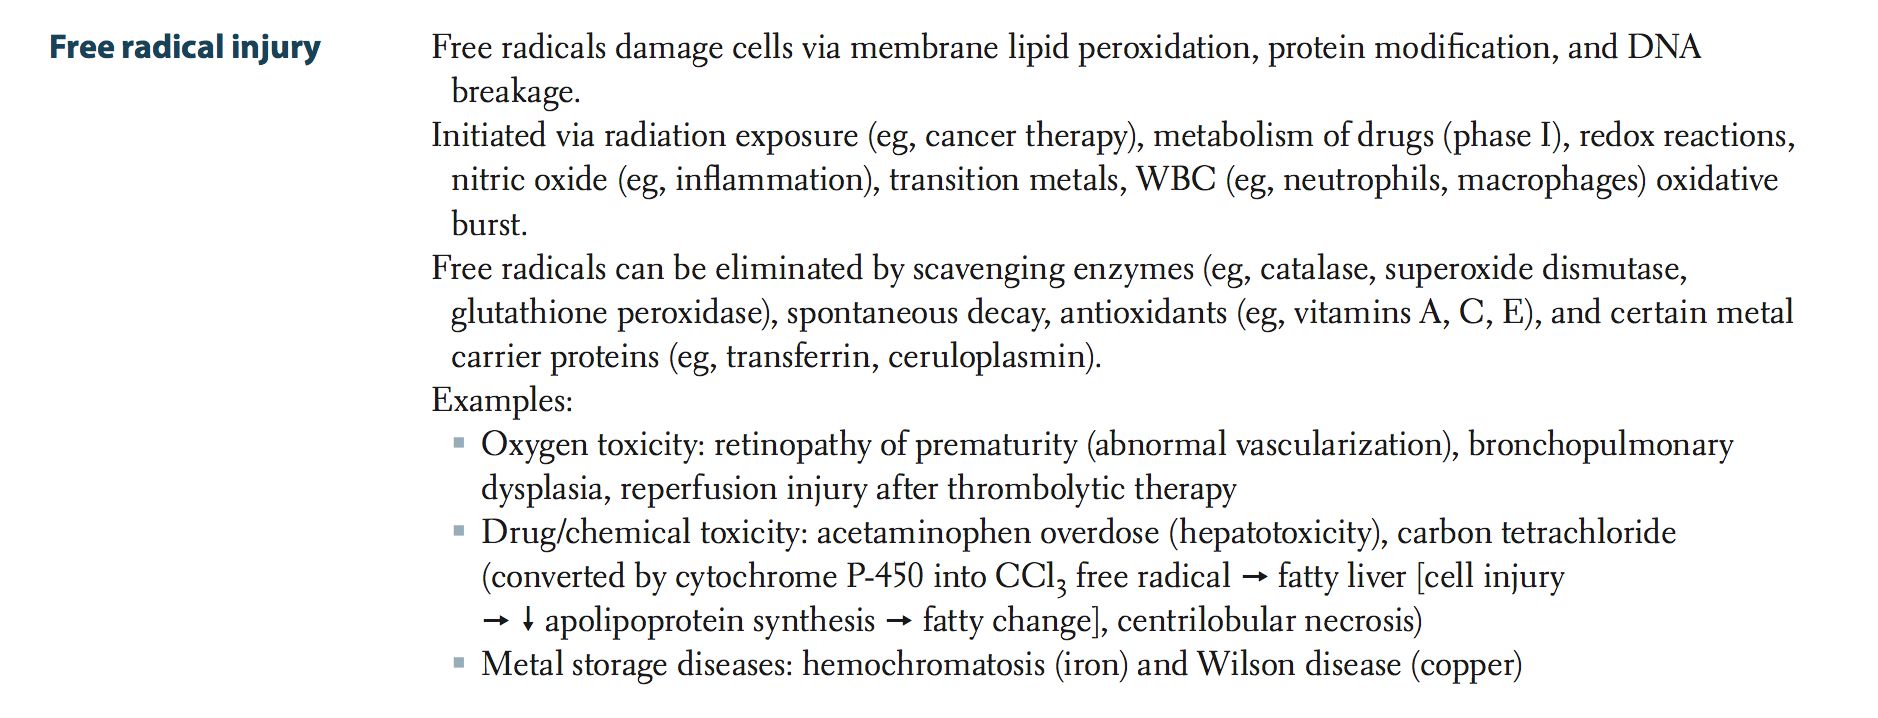 Free radical injury
Free radicals damage cells via membrane lipid peroxidation, protein modification, and DNA
breakage.
Initiated via radiation exposure (eg, cancer therapy), metabolism of drugs (phase I), redox reactions,
nitric oxide (eg, inflammation), transition metals, WBC (eg, neutrophils, macrophages) oxidative
burst.
Free radicals can be eliminated by scavenging enzymes (eg, catalase, superoxide dismutase,
glutathione peroxidase), spontaneous decay, antioxidants (eg, vitamins A, C, E), and certain metal
carrier proteins (eg, transferrin, ceruloplasmin).
Examples:
▪ Oxygen toxicity: retinopathy of prematurity (abnormal vascularization), bronchopulmonary
dysplasia, reperfusion injury after thrombolytic therapy
▪ Drug/chemical toxicity: acetaminophen overdose (hepatotoxicity), carbon tetrachloride
(converted by cytochrome P-450 into CCl₃ free radical → fatty liver [cell injury
→ ↓ apolipoprotein synthesis → fatty change], centrilobular necrosis)
▪ Metal storage diseases: hemochromatosis (iron) and Wilson disease (copper)